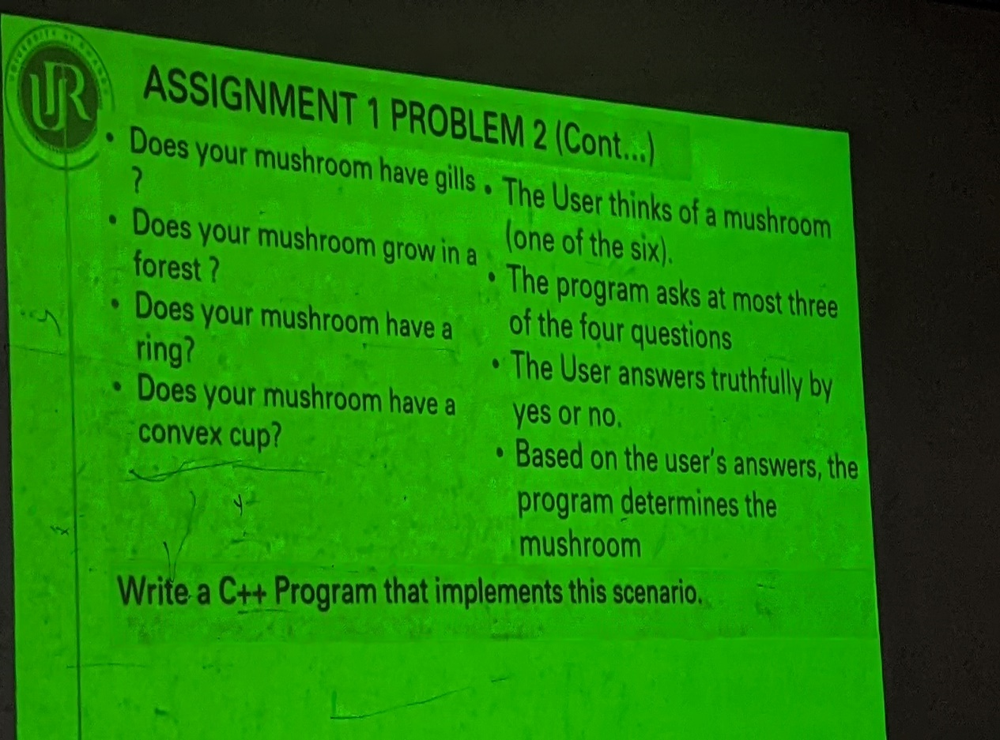 UR
ASSIGNMENT 1 PROBLEM 2 (Cont...)
• Does your mushroom have gills
?
• Does your mushroom grow in a
forest ?
• Does your mushroom have a
ring?
• Does your mushroom have a
convex cup?
• The User thinks of a mushroom
(one of the six).
• The program asks at most three
of the four questions
• The User answers truthfully by
yes or no.
• Based on the user's answers, the
program determines the
mushroom
Write a C++ Program that implements this scenario.